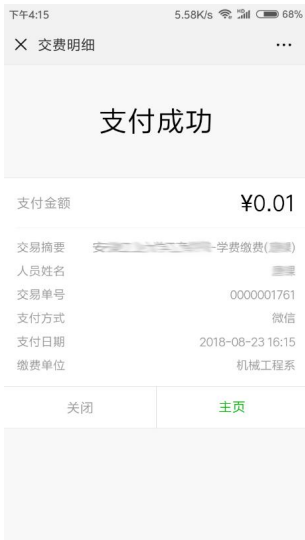 下午4:15 5.58K/s 68%
交费明细
支付成功
支付金额 ¥0.01
交易摘要 -学费缴费( )
人员姓名
交易单号 0000001761
支付方式 微信
支付日期 2018-08-23 16:15
缴费单位 机械工程系
关闭 主页